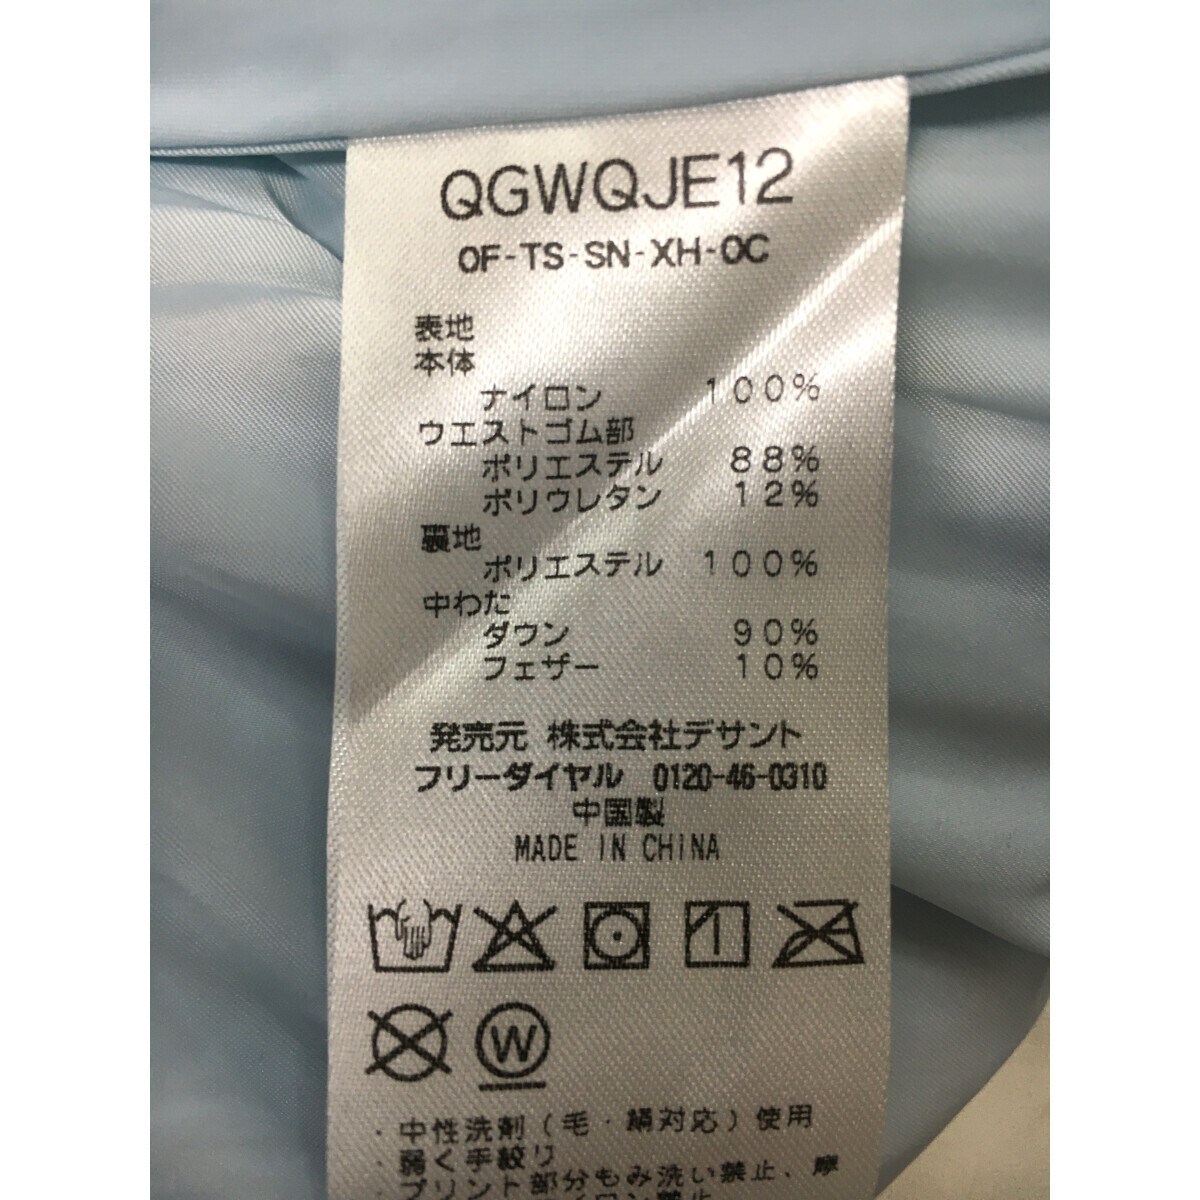 QGWQJE12
OF-TS-SN-XH-OC
表地
本体
ナイロン 100%
ウエストゴム部
ポリエステル 88%
ポリウレタン 12%
裏地
ポリエステル 100%
中わた
ダウン 90%
フェザー 10%
発売元 株式会社デサント
フリーダイヤル 0120-46-0310
中国製
MADE IN CHINA
W
・中性洗剤(毛・絹対応)使用
・弱く手絞り
・プリント部分もみ洗い禁止、摩